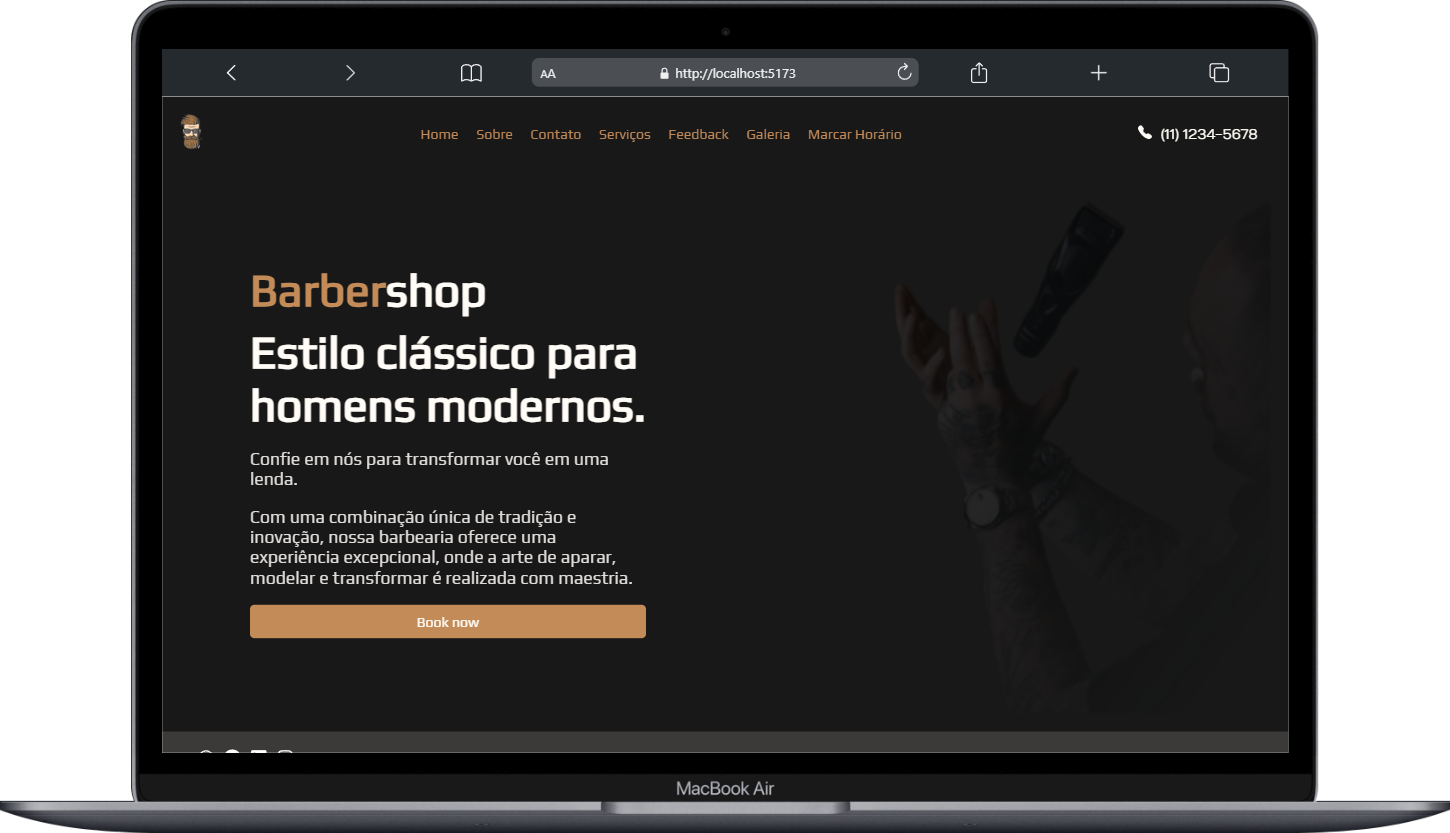 AA
http://localhost:5173
Home Sobre Contato Serviços Feedback Galeria Marcar Horário
(11) 1234-5678
Barbershop
Estilo clássico para
homens modernos.
Confie em nós para transformar você em uma
lenda.
Com uma combinação única de tradição e
inovação, nossa barbearia oferece uma
experiência excepcional, onde a arte de aparar,
modelar e transformar é realizada com maestria.
Book now
MacBook Air